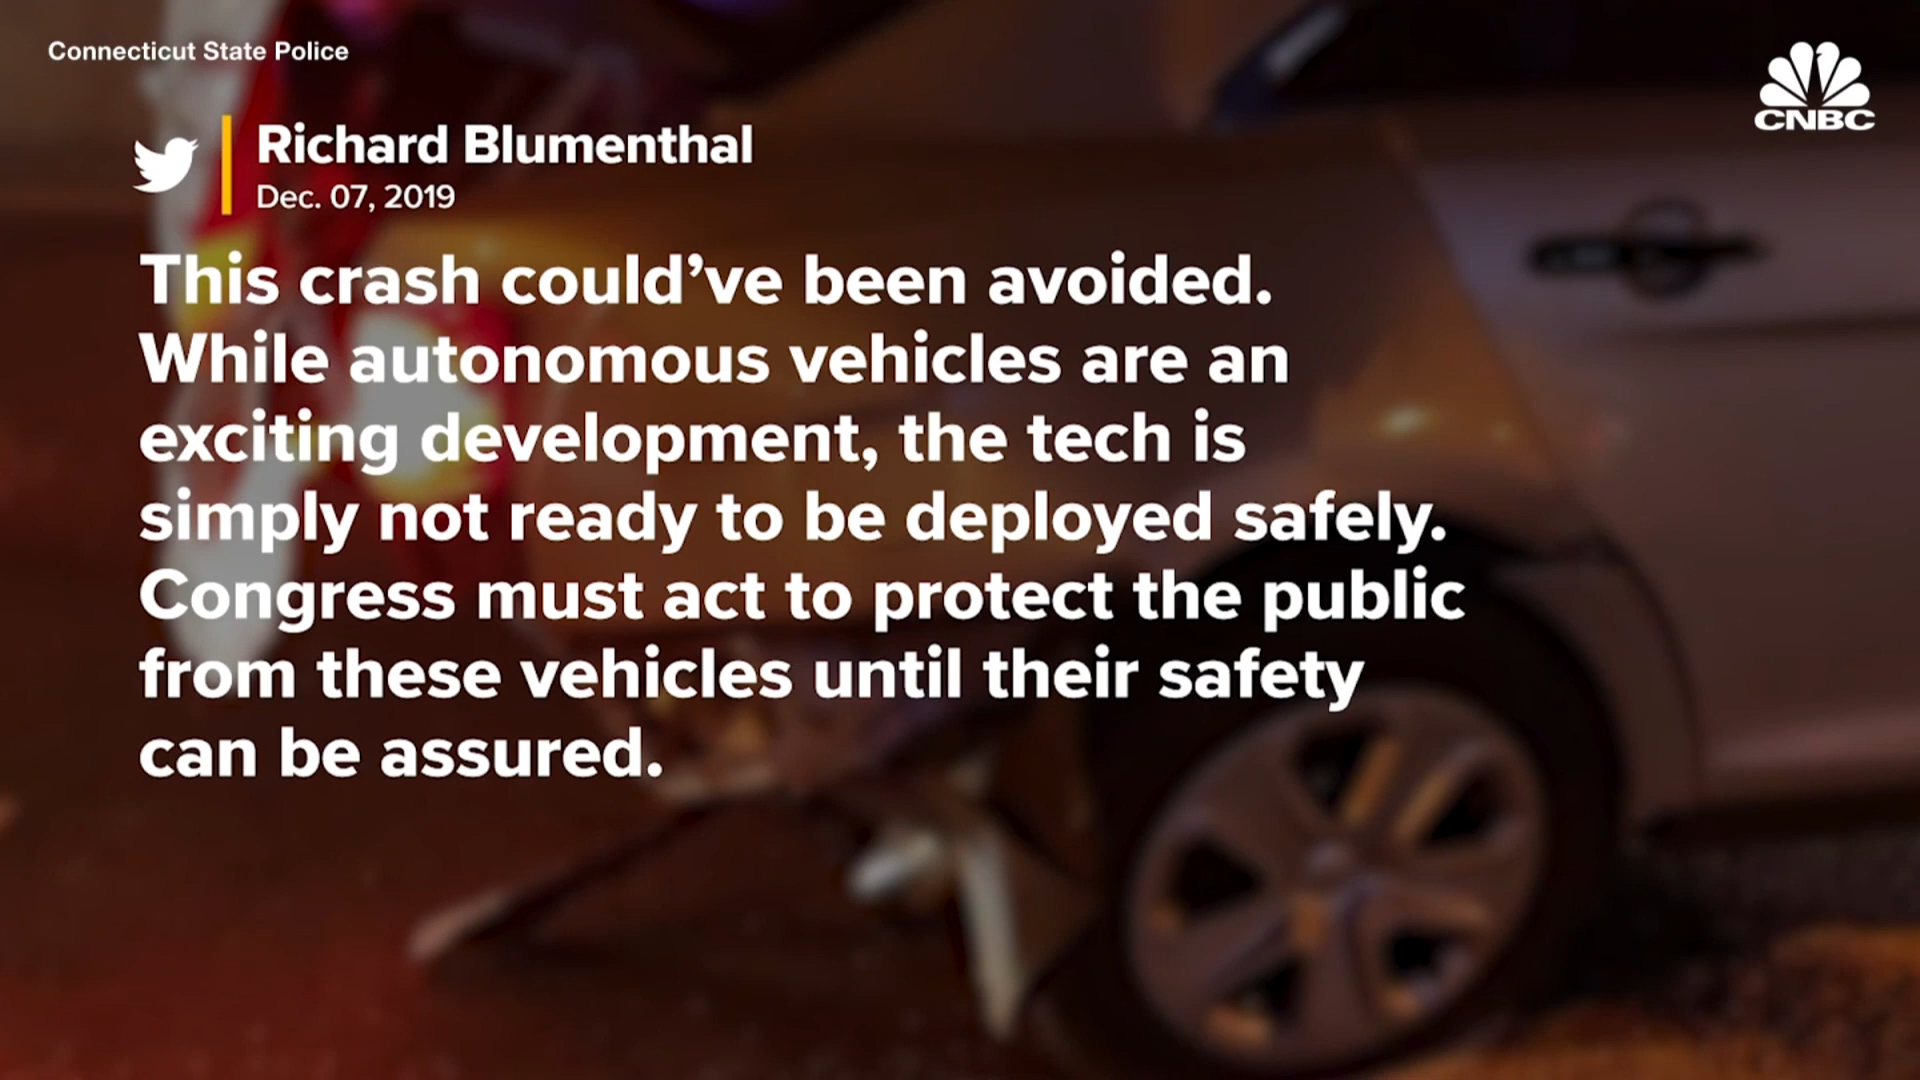 Connecticut State Police
CNBC
Richard Blumenthal
Dec. 07, 2019
This crash could’ve been avoided.
While autonomous vehicles are an
exciting development, the tech is
simply not ready to be deployed safely.
Congress must act to protect the public
from these vehicles until their safety
can be assured.